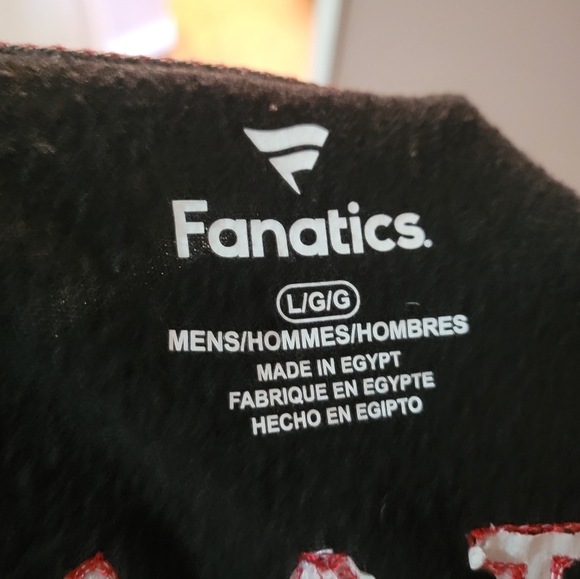 Fanatics.
L/G/G
MENS/HOMMES/HOMBRES
MADE IN EGYPT
FABRIQUE EN EGYPTE
HECHO EN EGIPTO